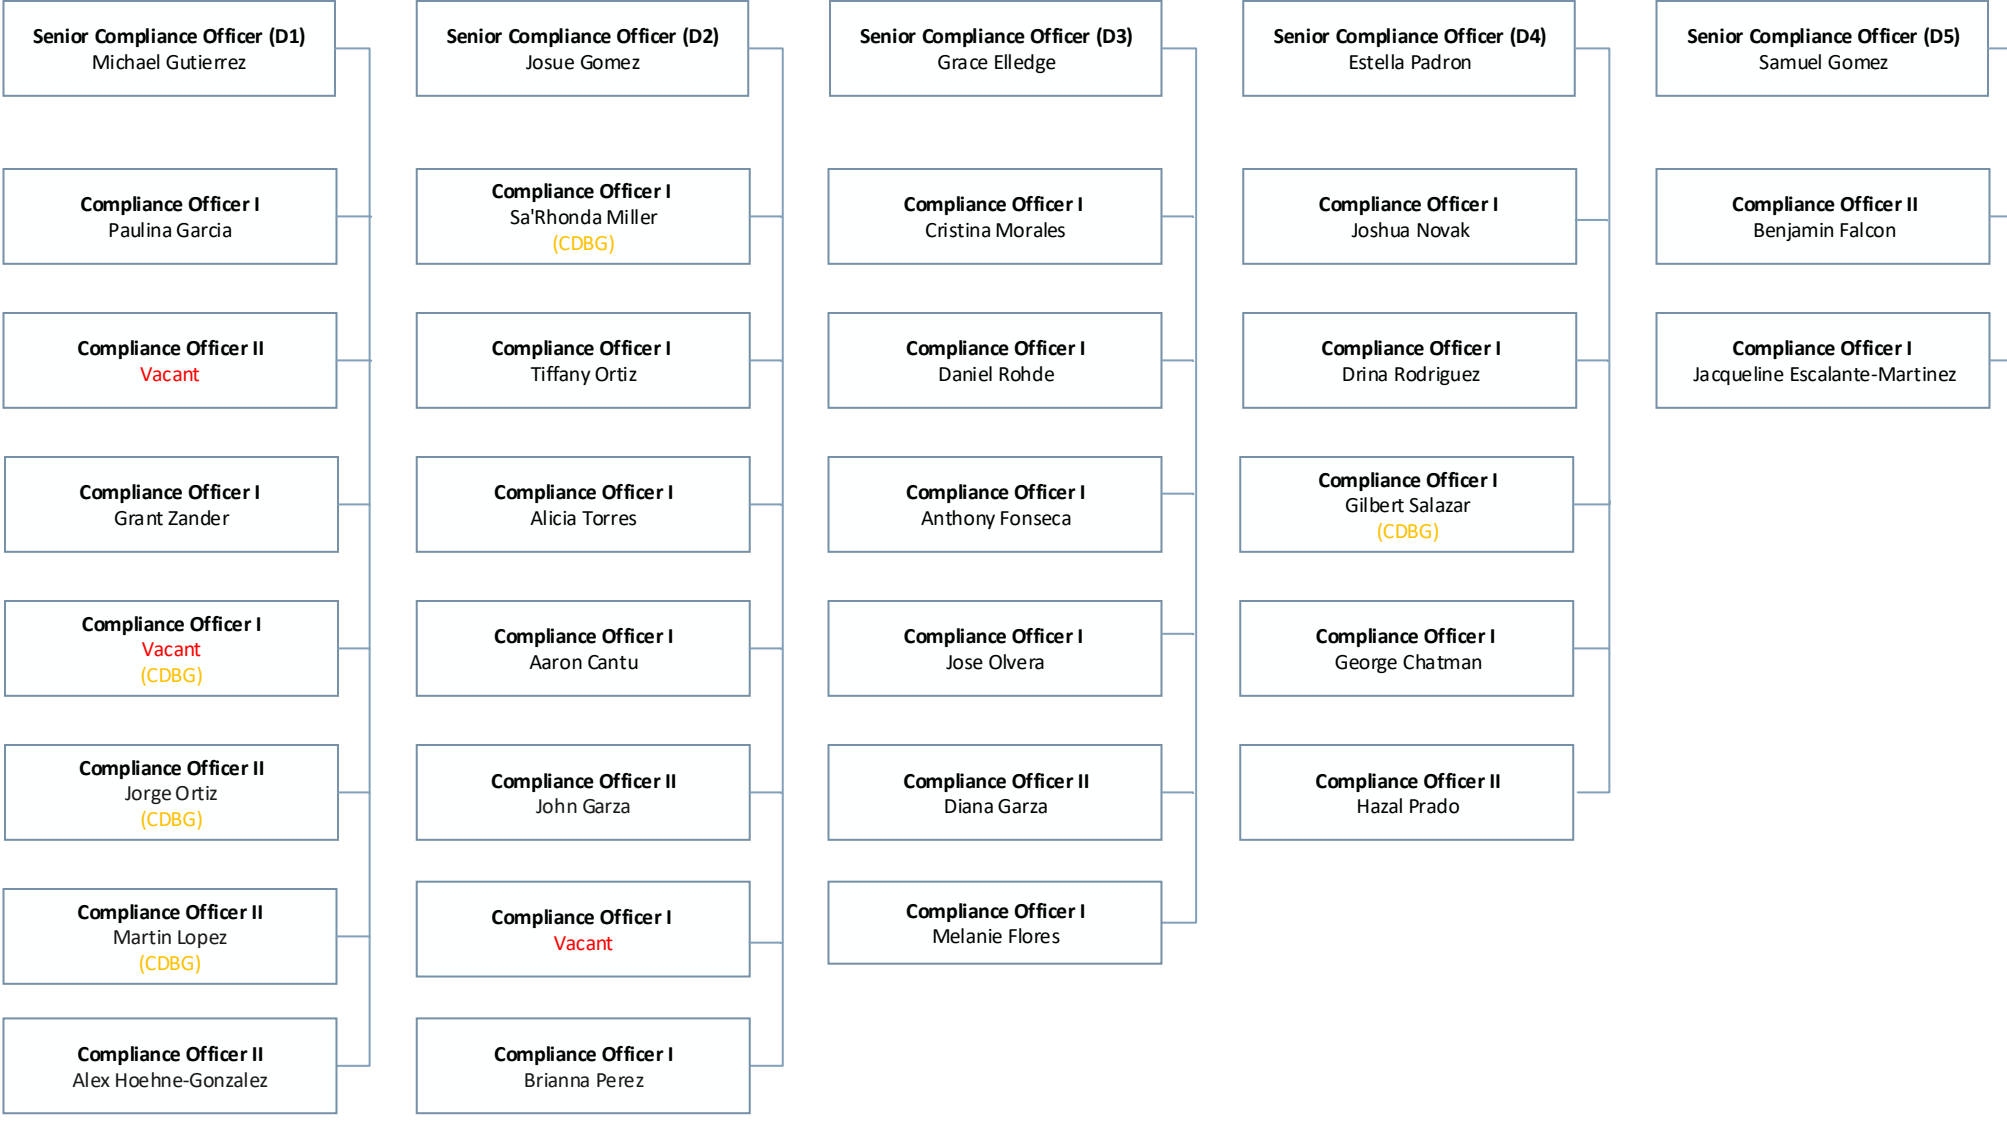 Senior Compliance Officer (D1)
Michael Gutierrez
Compliance Officer I
Paulina Garcia
Compliance Officer II
Vacant
Compliance Officer I
Grant Zander
Compliance Officer I
Vacant
(CDBG)
Compliance Officer II
Jorge Ortiz
(CDBG)
Compliance Officer II
Martin Lopez
(CDBG)
Compliance Officer II
Alex Hoehne-Gonzalez
Senior Compliance Officer (D2)
Josue Gomez
Compliance Officer I
Sa'Rhonda Miller
(CDBG)
Compliance Officer I
Tiffany Ortiz
Compliance Officer I
Alicia Torres
Compliance Officer I
Aaron Cantu
Compliance Officer II
John Garza
Compliance Officer I
Vacant
Compliance Officer I
Brianna Perez
Senior Compliance Officer (D3)
Grace Elledge
Compliance Officer I
Cristina Morales
Compliance Officer I
Daniel Rohde
Compliance Officer I
Anthony Fonseca
Compliance Officer I
Jose Olvera
Compliance Officer II
Diana Garza
Compliance Officer I
Melanie Flores
Senior Compliance Officer (D4)
Estella Padron
Compliance Officer I
Joshua Novak
Compliance Officer I
Drina Rodriguez
Compliance Officer I
Gilbert Salazar
(CDBG)
Compliance Officer I
George Chatman
Compliance Officer II
Hazal Prado
Senior Compliance Officer (D5)
Samuel Gomez
Compliance Officer II
Benjamin Falcon
Compliance Officer I
Jacqueline Escalante-Martinez